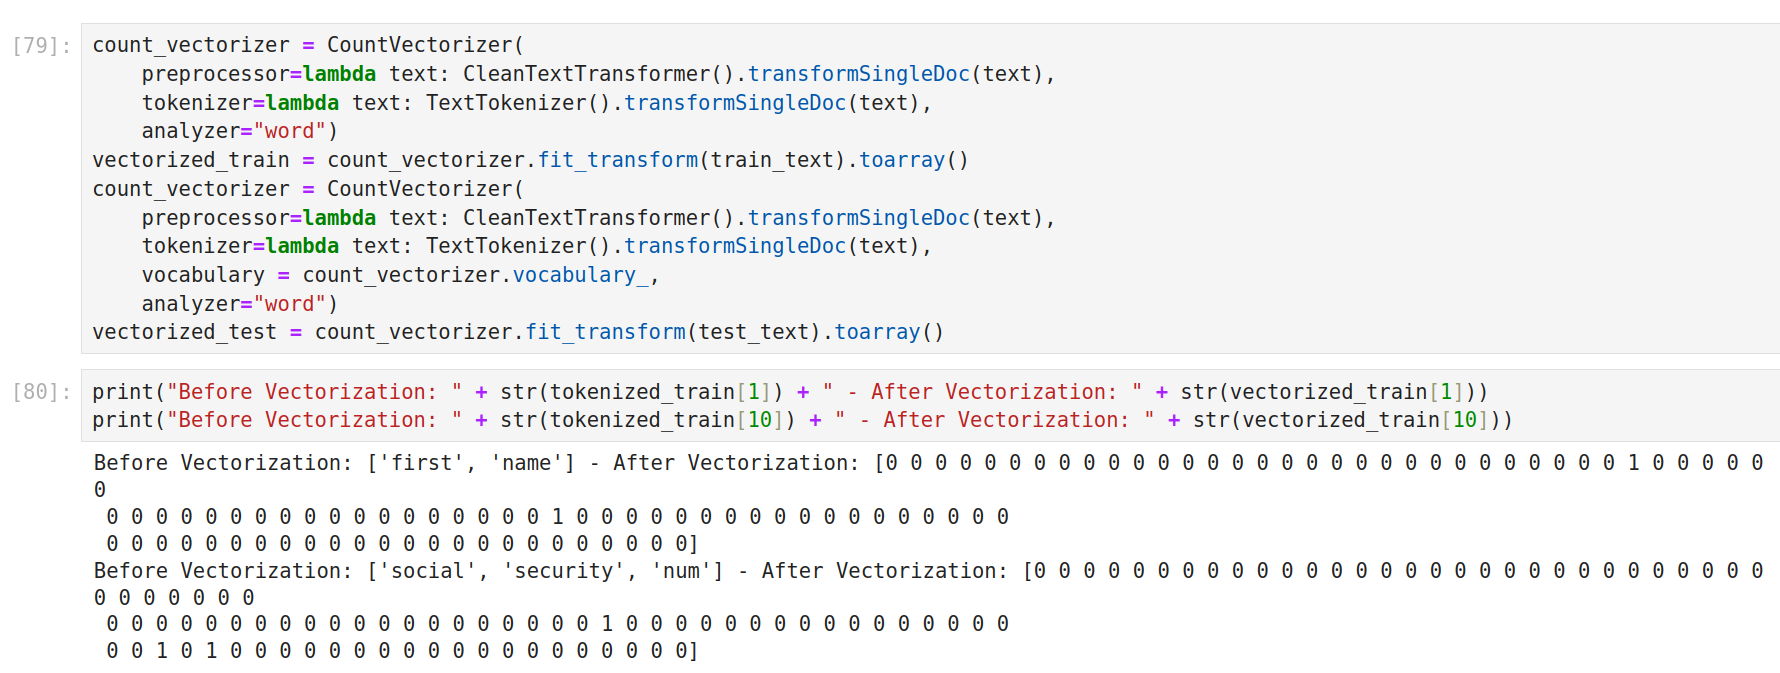 [79]:
count_vectorizer = CountVectorizer(
preprocessor=lambda text: CleanTextTransformer().transformSingleDoc(text),
tokenizer=lambda text: TextTokenizer().transformSingleDoc(text),
analyzer="word")
vectorized_train = count_vectorizer.fit_transform(train_text).toarray()
count_vectorizer = CountVectorizer(
preprocessor=lambda text: CleanTextTransformer().transformSingleDoc(text),
tokenizer=lambda text: TextTokenizer().transformSingleDoc(text),
vocabulary = count_vectorizer.vocabulary_,
analyzer="word")
vectorized_test = count_vectorizer.fit_transform(test_text).toarray()
[80]:
print("Before Vectorization: " + str(tokenized_train[1]) + " - After Vectorization: " + str(vectorized_train[1]))
print("Before Vectorization: " + str(tokenized_train[10]) + " - After Vectorization: " + str(vectorized_train[10]))
Before Vectorization: ['first', 'name'] - After Vectorization: [0 0 0 0 0 0 0 0 0 0 0 0 0 0 0 0 0 0 0 0 0 0 0 0 0 0 0 0 0 0 1 0 0 0 0 0
0
0 0 0 0 0 0 0 0 0 0 0 0 0 0 0 0 0 0 1 0 0 0 0 0 0 0 0 0 0 0 0 0 0 0 0 0 0
0 0 0 0 0 0 0 0 0 0 0 0 0 0 0 0 0 0 0 0 0 0 0 0]
Before Vectorization: ['social', 'security', 'num'] - After Vectorization: [0 0 0 0 0 0 0 0 0 0 0 0 0 0 0 0 0 0 0 0 0 0 0 0 0 0 0 0 0 0
0 0 0 0 0 0 0
0 0 0 0 0 0 0 0 0 0 0 0 0 0 0 0 0 0 0 0 1 0 0 0 0 0 0 0 0 0 0 0 0 0 0 0 0
0 0 1 0 1 0 0 0 0 0 0 0 0 0 0 0 0 0 0 0 0 0 0 0]